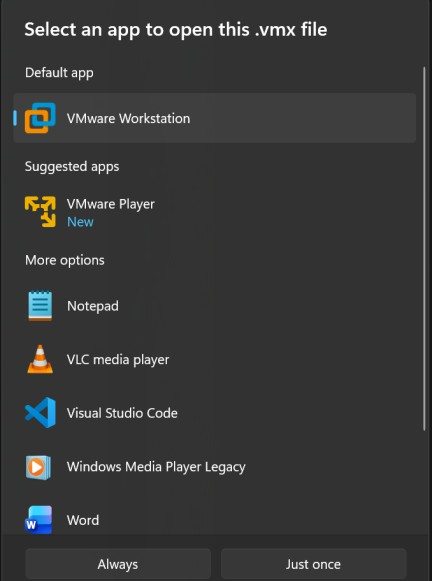 Select an app to open this .vmx file
Default app
VMware Workstation
Suggested apps
VMware Player
New
More options
Notepad
VLC media player
Visual Studio Code
Windows Media Player Legacy
W
Word
Always
Just once